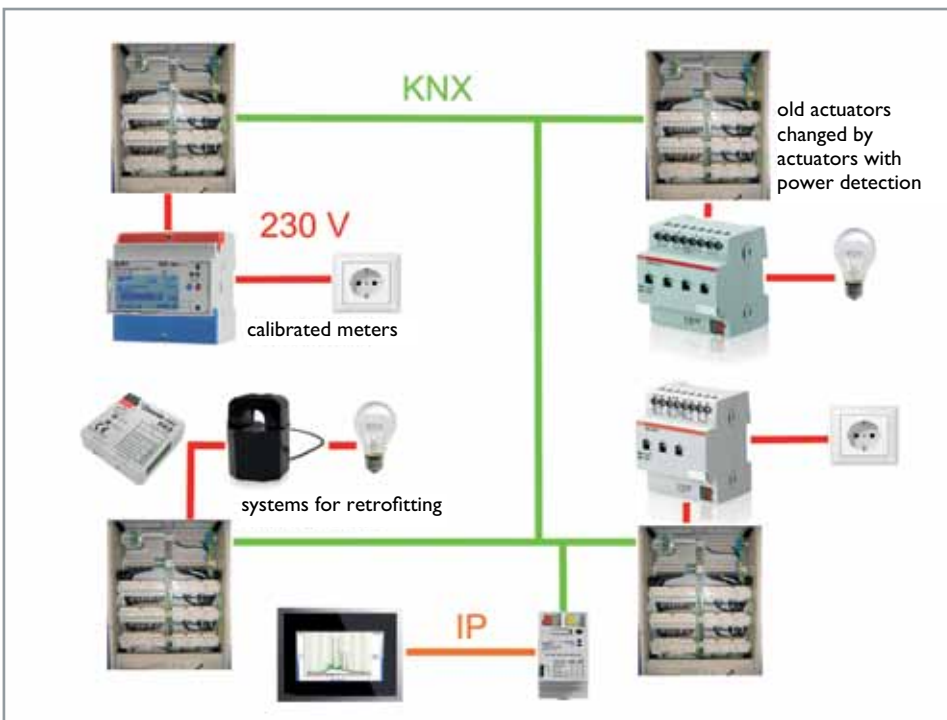 KNX
old actuators
changed by
actuators with
power detection
230 V
calibrated meters
systems for retrofitting
IP